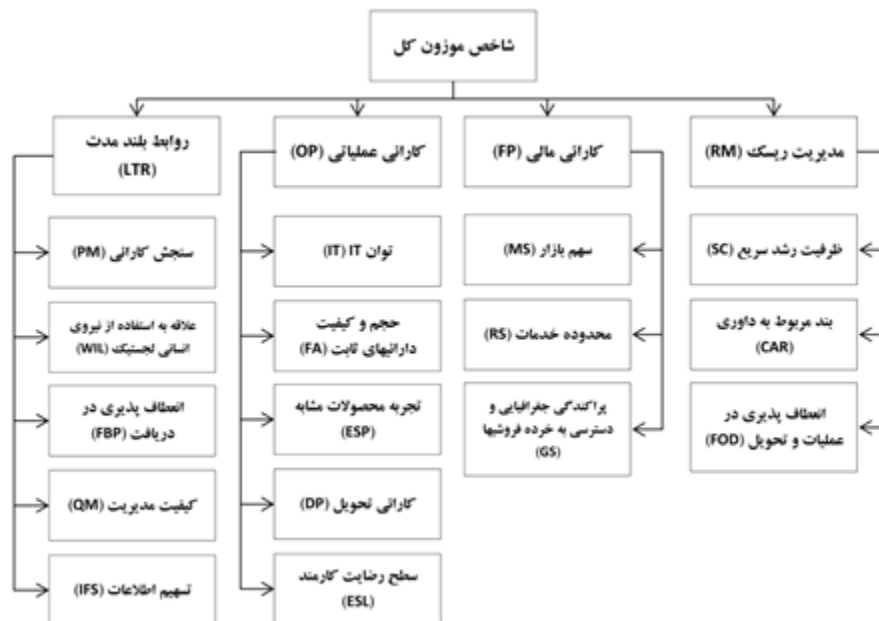 شاخص موزون کل
مدیریت ریسک (RM)
ظرفیت رشد سریع (SC)
بند مربوط به داوری
(CAR)
انعطاف پذیری در
عملیات و تحویل (FOD)
کارائی مالی (FP)
سهم بازار (MS)
محدوده خدمات (RS)
پراکندگی جغرافیایی و
دسترسی به خرده فروشها
(GS)
کارائی عملیاتی (OP)
توان IT (IT)
حجم و کیفیت
دارائیهای ثابت (FA)
تجربه محصولات مشابه
(ESP)
کارائی تحویل (DP)
سطح رضایت کارمند
(ESL)
روابط بلند مدت
(LTR)
سنجش کارائی (PM)
علاقه به استفاده از نیروی
انسانی لجستیک (WIL)
انعطاف پذیری در
دریافت (FBP)
کیفیت مدیریت (QM)
تسهیم اطلاعات (IFS)